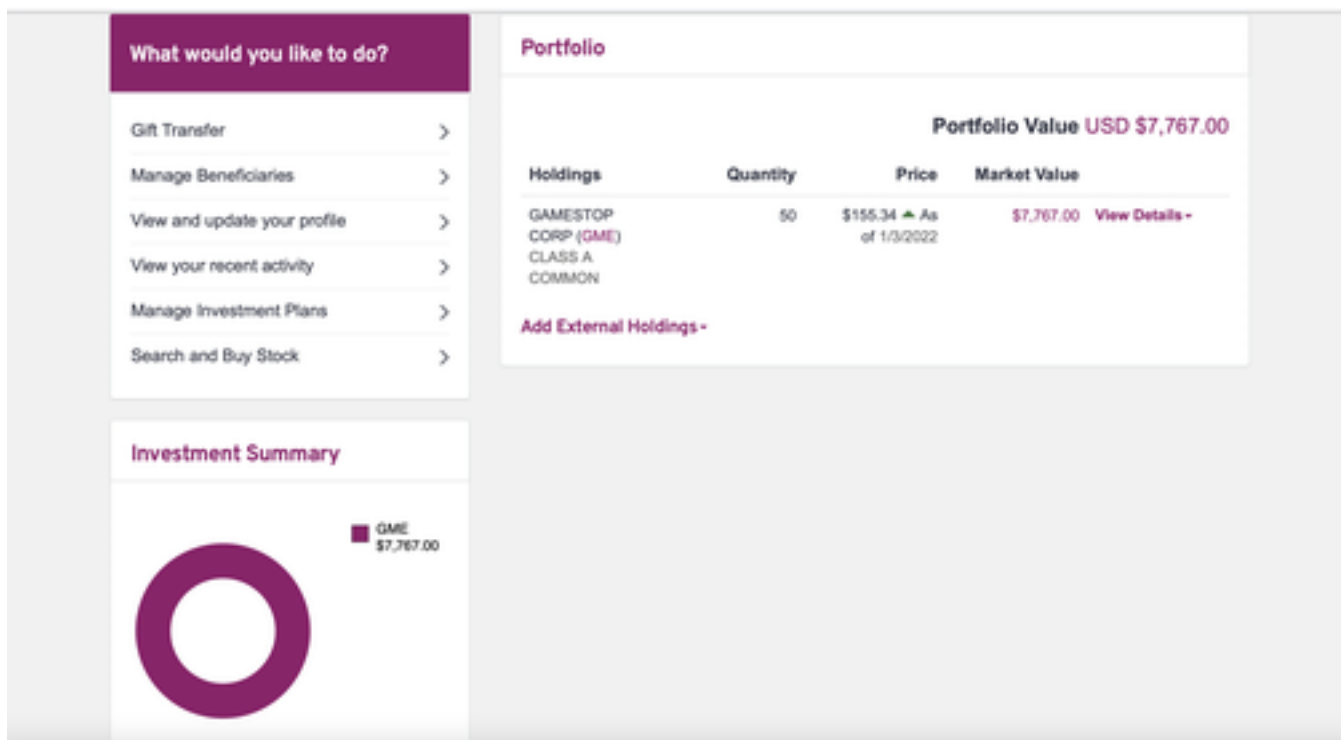 What would you like to do?
Gift Transfer
Manage Beneficiaries
View and update your profile
View your recent activity
Manage Investment Plans
Search and Buy Stock
Investment Summary
GME
$7,767.00
Portfolio
Portfolio Value USD $7,767.00
Holdings Quantity Price Market Value
GAMESTOP 50 $155.34 ▲ As $7,767.00 View Details
CORP (GME) of 1/3/2022
CLASS A
COMMON
Add External Holdings